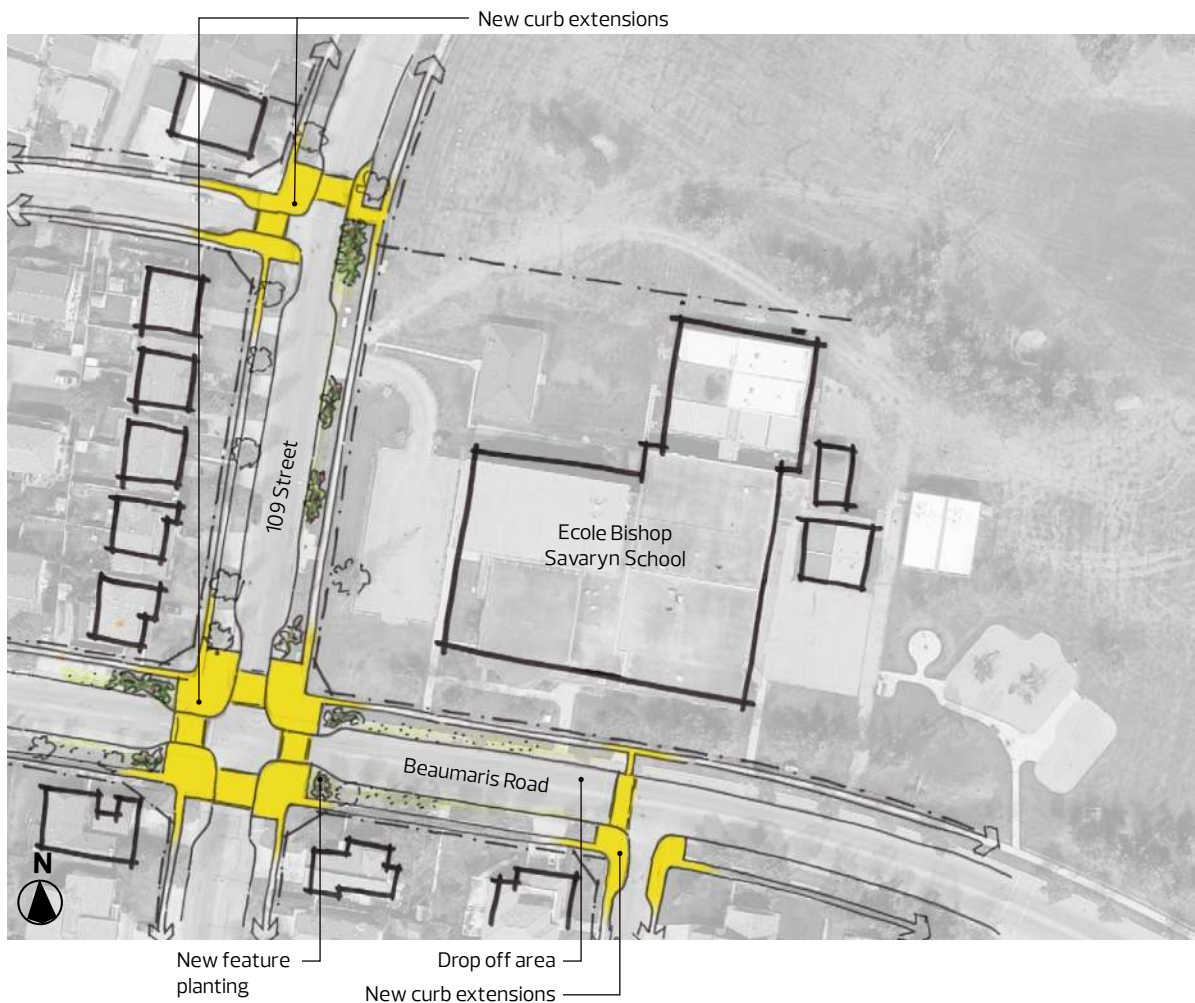 New curb extensions
109 Street
Ecole Bishop
Savaryn School
Beaumaris Road
N
New feature
planting
Drop off area
New curb extensions